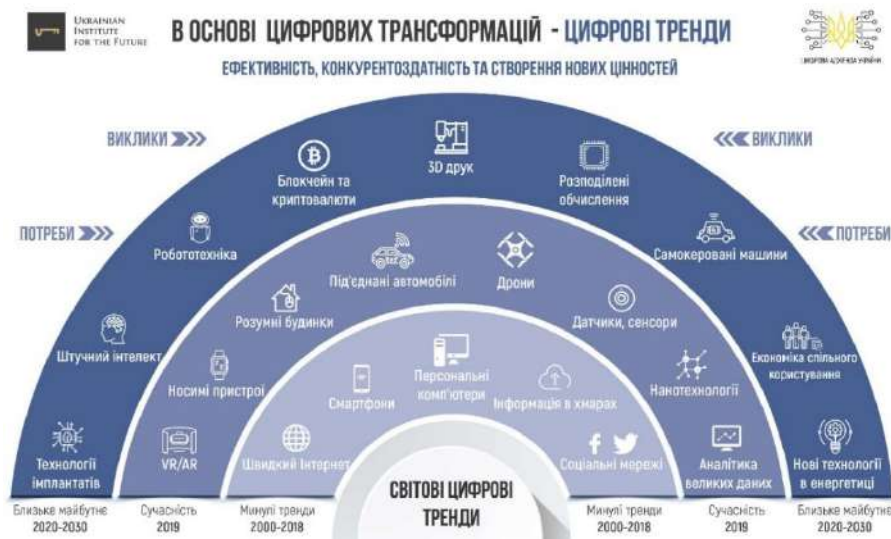 UKRAINIAN
INSTITUTE
FOR THE FUTURE
В ОСНОВІ ЦИФРОВИХ ТРАНСФОРМАЦІЙ - ЦИФРОВІ ТРЕНДИ
ЕФЕКТИВНІСТЬ, КОНКУРЕНТОЗДАТНІСТЬ ТА СТВОРЕННЯ НОВИХ ЦІННОСТЕЙ
ЦИФРОВА АДЖЕНДА УКРАЇНИ
ВИКЛИКИ
ВИКЛИКИ
ПОТРЕБИ
ПОТРЕБИ
3D друк
Блокчейн та
криптовалюти
Розподілені
обчислення
Робототехніка
Самокеровані машини
Штучний інтелект
Економіка спільного
користування
Технології
імплантатів
Нові технології
в енергетиці
Під'єднані автомобілі
Дрони
Розумні будинки
Датчики, сенсори
Носимі пристрої
Нанотехнології
VR/AR
Аналітика
великих даних
Персональні
комп'ютери
Смартфони
Інформація в хмарах
Швидкий Інтернет
Соціальні мережі
СВІТОВІ ЦИФРОВІ
ТРЕНДИ
Близьке майбутнє
2020-2030
Сучасність
2019
Минулі тренди
2000-2018
Минулі тренди
2000-2018
Сучасність
2019
Близьке майбутнє
2020-2030